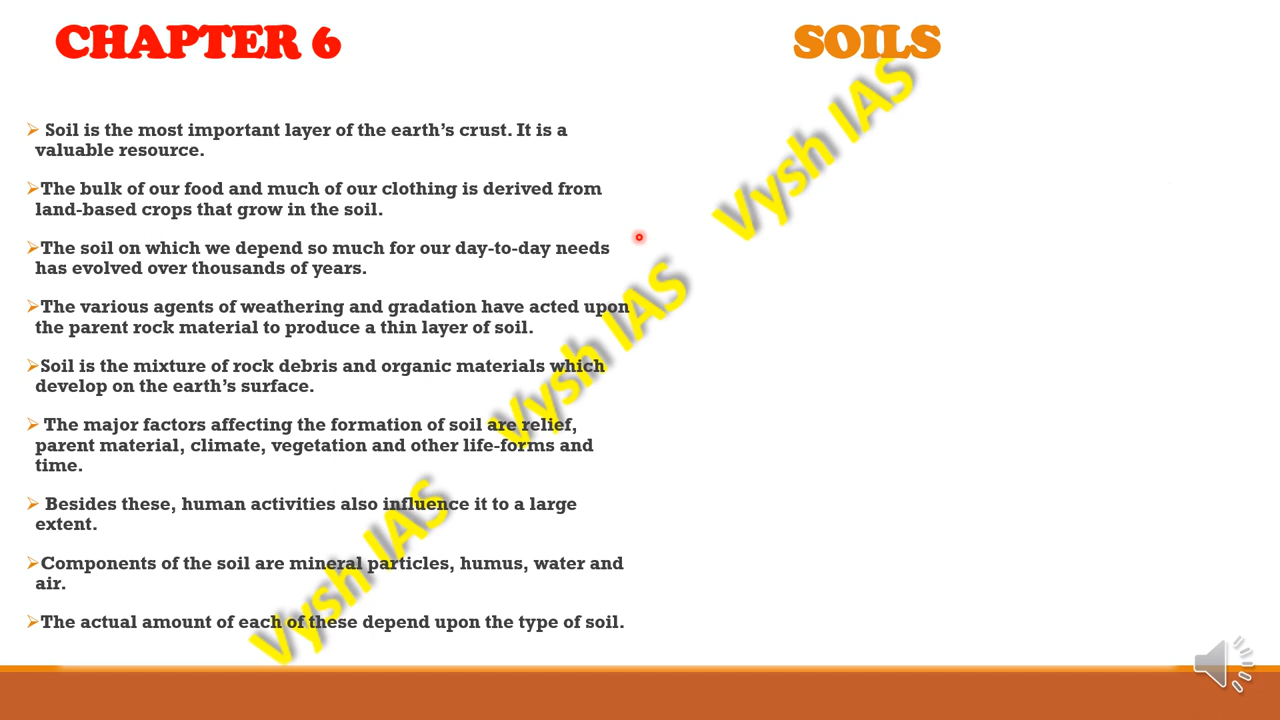 CHAPTER 6
SOILS
➢ Soil is the most important layer of the earth’s crust. It is a
valuable resource.
➢The bulk of our food and much of our clothing is derived from
land-based crops that grow in the soil.
➢The soil on which we depend so much for our day-to-day needs
has evolved over thousands of years.
➢The various agents of weathering and gradation have acted upon
the parent rock material to produce a thin layer of soil.
➢Soil is the mixture of rock debris and organic materials which
develop on the earth’s surface.
➢ The major factors affecting the formation of soil are relief,
parent material, climate, vegetation and other life-forms and
time.
➢ Besides these, human activities also influence it to a large
extent.
➢Components of the soil are mineral particles, humus, water and
air.
➢The actual amount of each of these depend upon the type of soil.
Vysh IAS
Vysh IAS
Vysh IAS